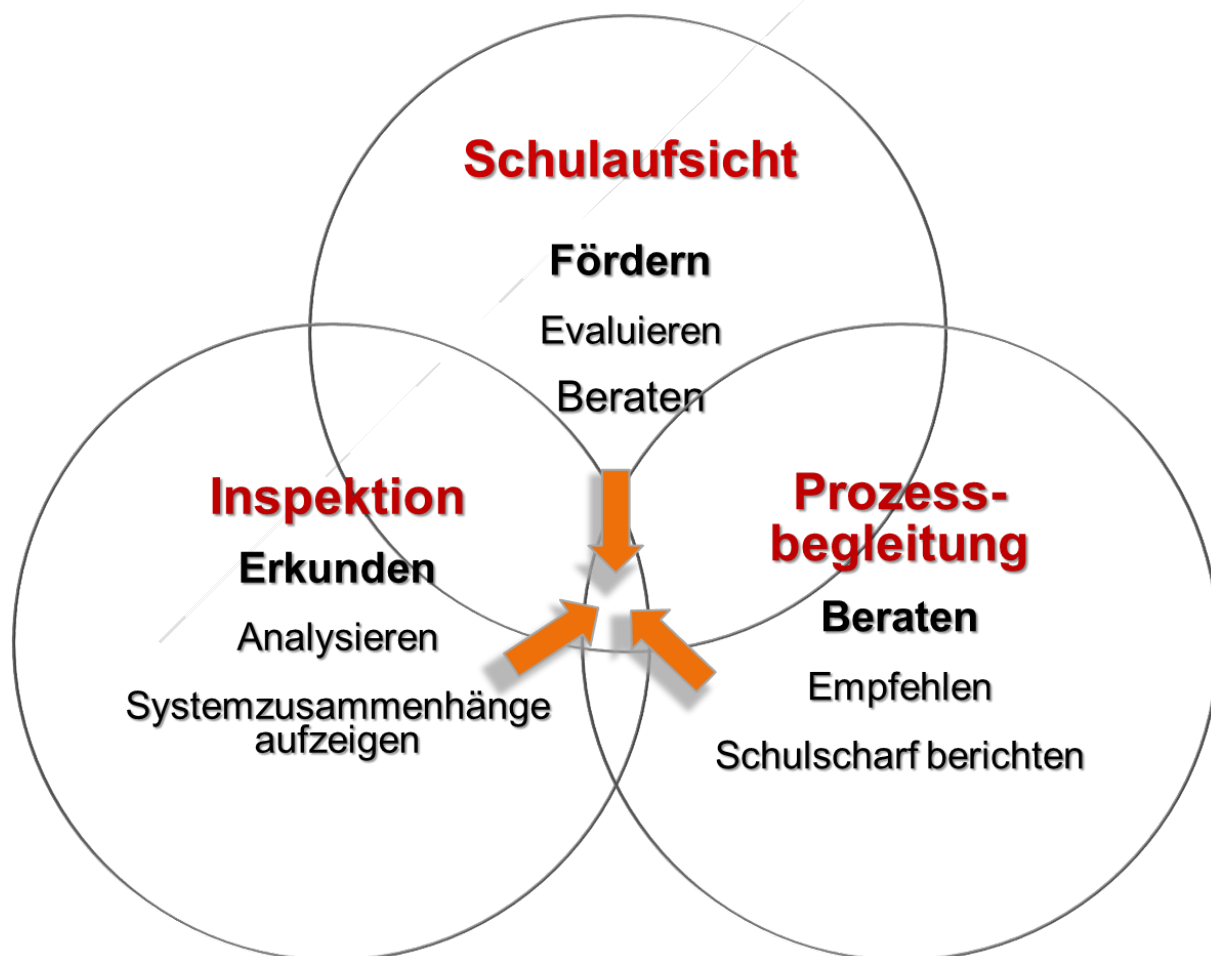 Schulaufsicht
Fördern
Evaluieren
Beraten
Inspektion
Erkunden
Analysieren
Systemzusammenhänge
aufzeigen
Prozess-
begleitung
Beraten
Empfehlen
Schulscharf berichten